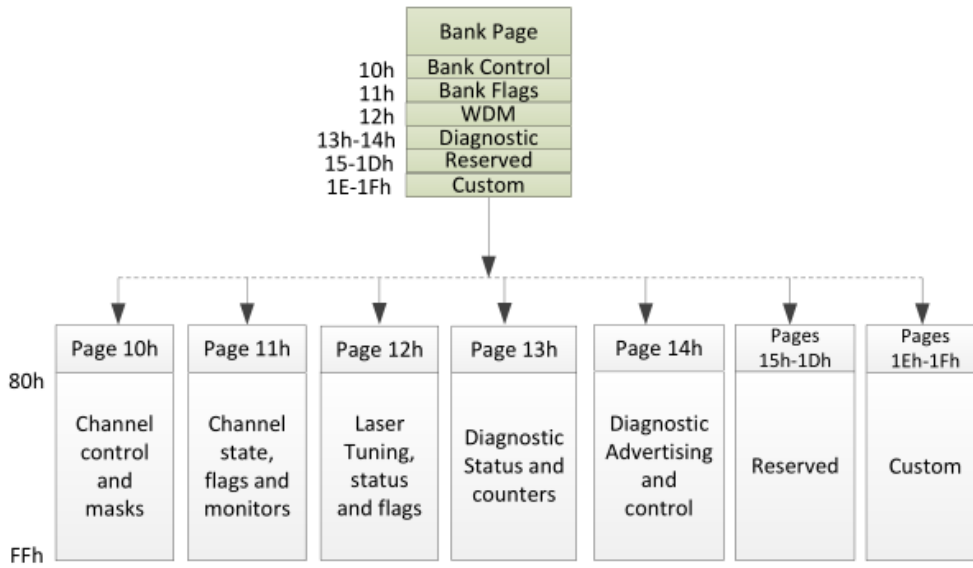 Bank Page
10h Bank Control
11h Bank Flags
12h WDM
13h-14h Diagnostic
15-1Dh Reserved
1E-1Fh Custom
Page 10h
Page 11h
Page 12h
Page 13h
Page 14h
Pages
15h-1Dh
Pages
1Eh-1Fh
80h
Channel
control
and
masks
Channel
state,
flags and
monitors
Laser
Tuning,
status
and flags
Diagnostic
Status and
counters
Diagnostic
Advertising
and
control
Reserved
Custom
FFh